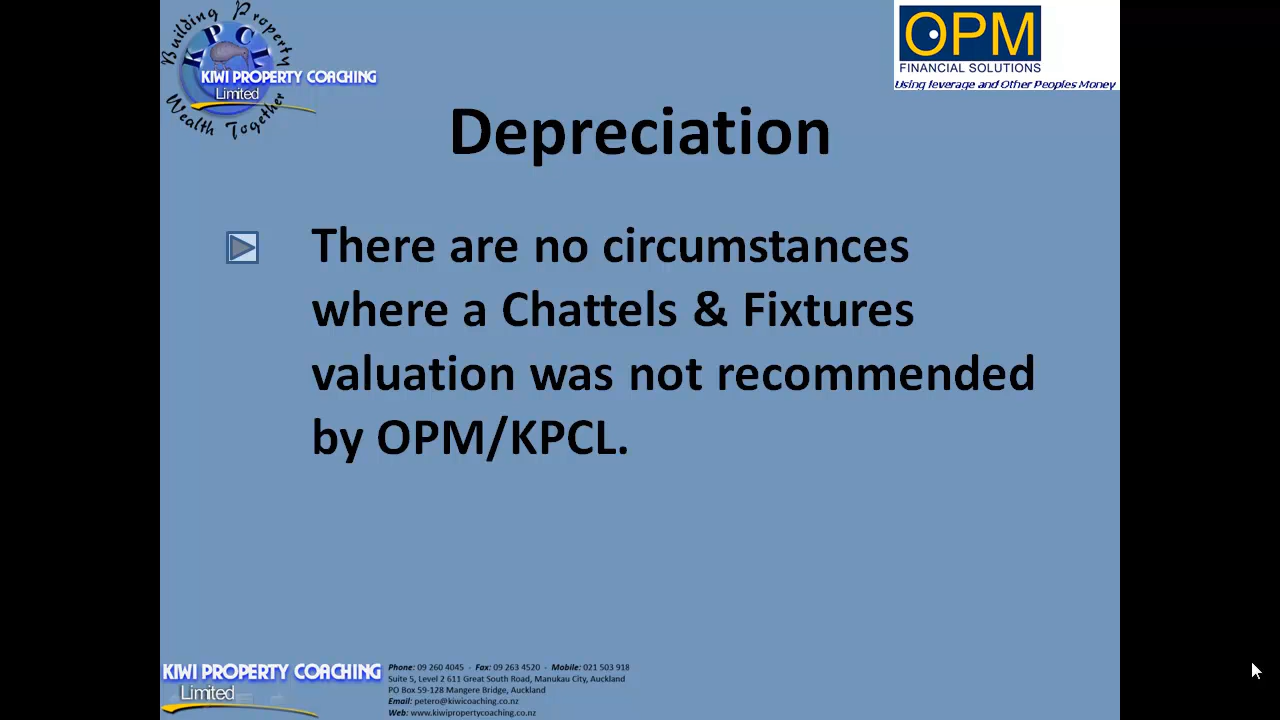 Building Property
KPCL
KIWI PROPERTY COACHING
Limited
Wealth Together
OPM
FINANCIAL SOLUTIONS
Using leverage and Other Peoples Money
Depreciation
There are no circumstances
where a Chattels & Fixtures
valuation was not recommended
by OPM/KPCL.
KIWI PROPERTY COACHING
Limited
Phone: 09 260 4045 - Fax: 09 263 4520 - Mobile: 021 503 918
Suite 5, Level 2 611 Great South Road, Manukau City, Auckland
PO Box 59-128 Mangere Bridge, Auckland
Email: petero@kiwicoaching.co.nz
Web: www.kiwipropertycoaching.co.nz